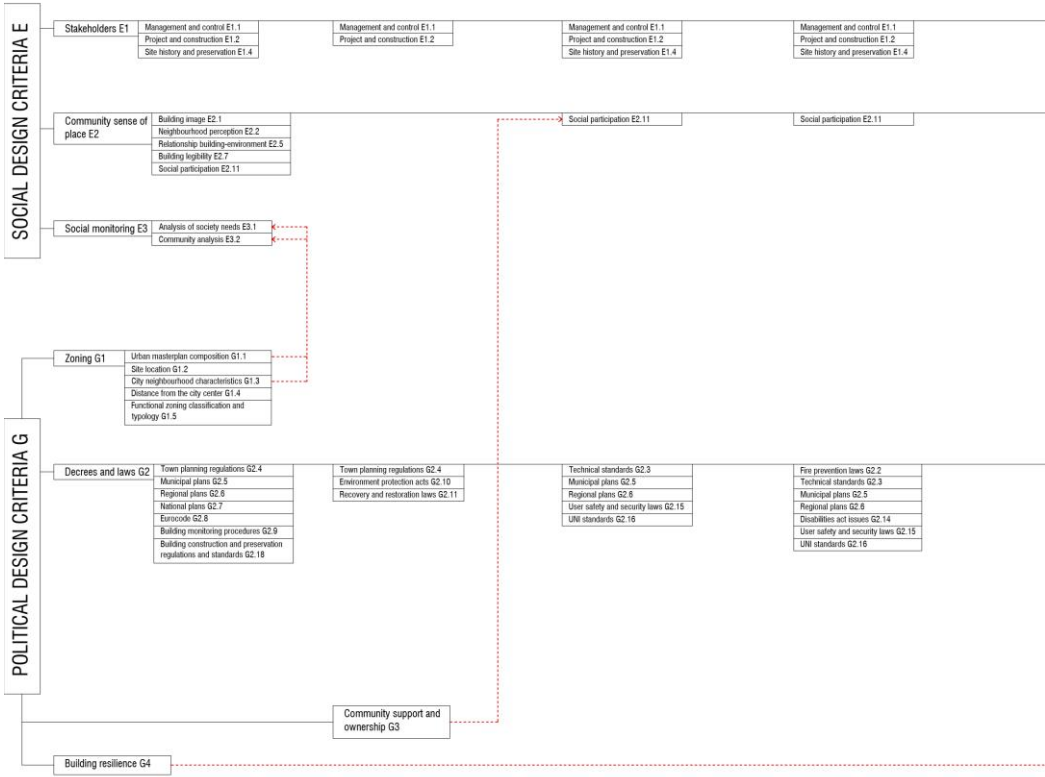 SOCIAL DESIGN CRITERIA E
Stakeholders E1
Management and control E1.1
Project and construction E1.2
Site history and preservation E1.4
Management and control E1.1
Project and construction E1.2
Management and control E1.1
Project and construction E1.2
Site history and preservation E1.4
Management and control E1.1
Project and construction E1.2
Site history and preservation E1.4
Community sense of
place E2
Building image E2.1
Neighbourhood perception E2.2
Relationship building-environment E2.5
Building legibility E2.7
Social participation E2.11
Social participation E2.11
Social participation E2.11
Social monitoring E3
Analysis of society needs E3.1
Community analysis E3.2
POLITICAL DESIGN CRITERIA G
Zoning G1
Urban masterplan composition G1.1
Site location G1.2
City neighbourhood characteristics G1.3
Distance from the city center G1.4
Functional zoning classification and
typology G1.5
Decrees and laws G2
Town planning regulations G2.4
Municipal plans G2.5
Regional plans G2.6
National plans G2.7
Eurocode G2.8
Building monitoring procedures G2.9
Building construction and preservation
regulations and standards G2.18
Town planning regulations G2.4
Environment protection acts G2.10
Recovery and restoration laws G2.11
Technical standards G2.3
Municipal plans G2.5
Regional plans G2.6
User safety and security laws G2.15
UNI standards G2.16
Fire prevention laws G2.2
Technical standards G2.3
Municipal plans G2.5
Regional plans G2.6
Disabilities act issues G2.14
User safety and security laws G2.15
UNI standards G2.16
Community support and
ownership G3
Building resilience G4